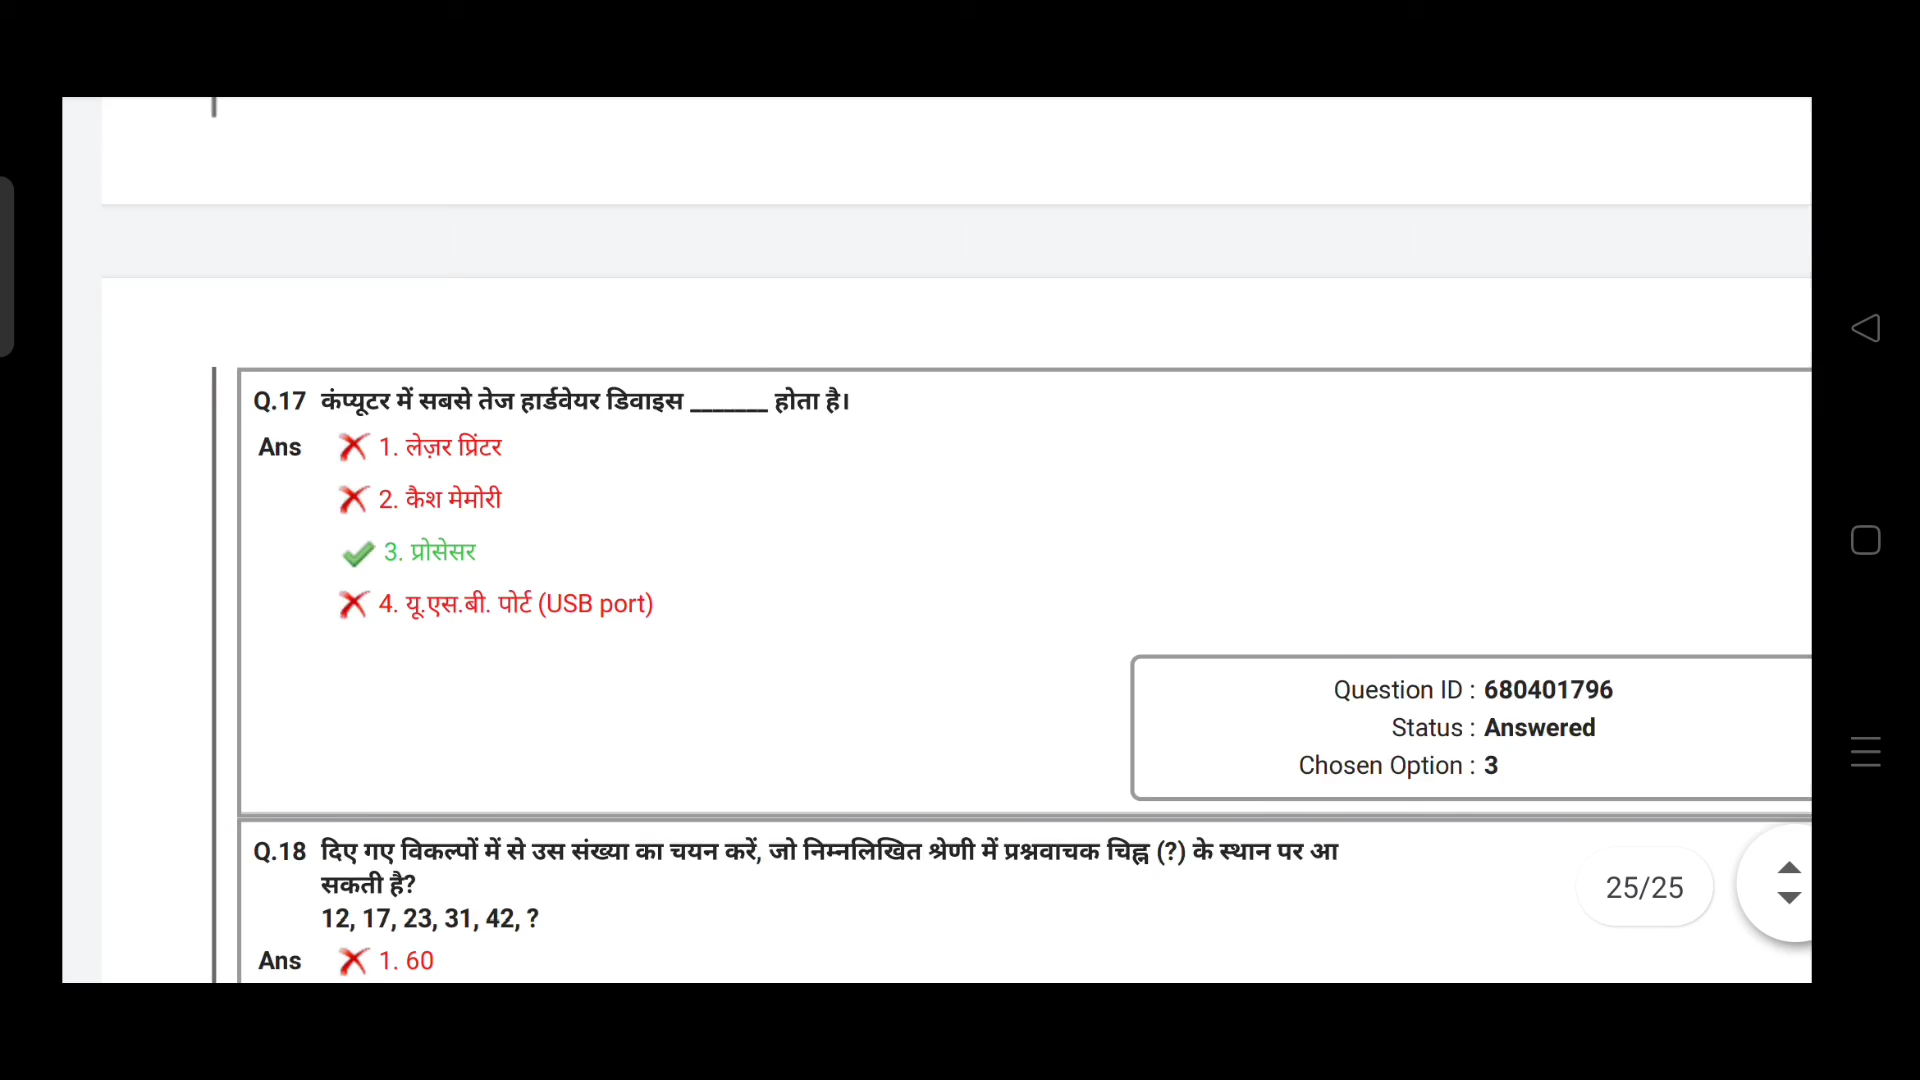 Q.17 कंप्यूटर में सबसे तेज हार्डवेयर डिवाइस _______ होता है।
Ans 1. लेज़र प्रिंटर
2. कैश मेमोरी
3. प्रोसेसर
4. यू.एस.बी. पोर्ट (USB port)
Question ID : 680401796
Status : Answered
Chosen Option : 3
Q.18 दिए गए विकल्पों में से उस संख्या का चयन करें, जो निम्नलिखित श्रेणी में प्रश्नवाचक चिह्न (?) के स्थान पर आ
सकती है?
12, 17, 23, 31, 42, ?
Ans 1. 60
25/25